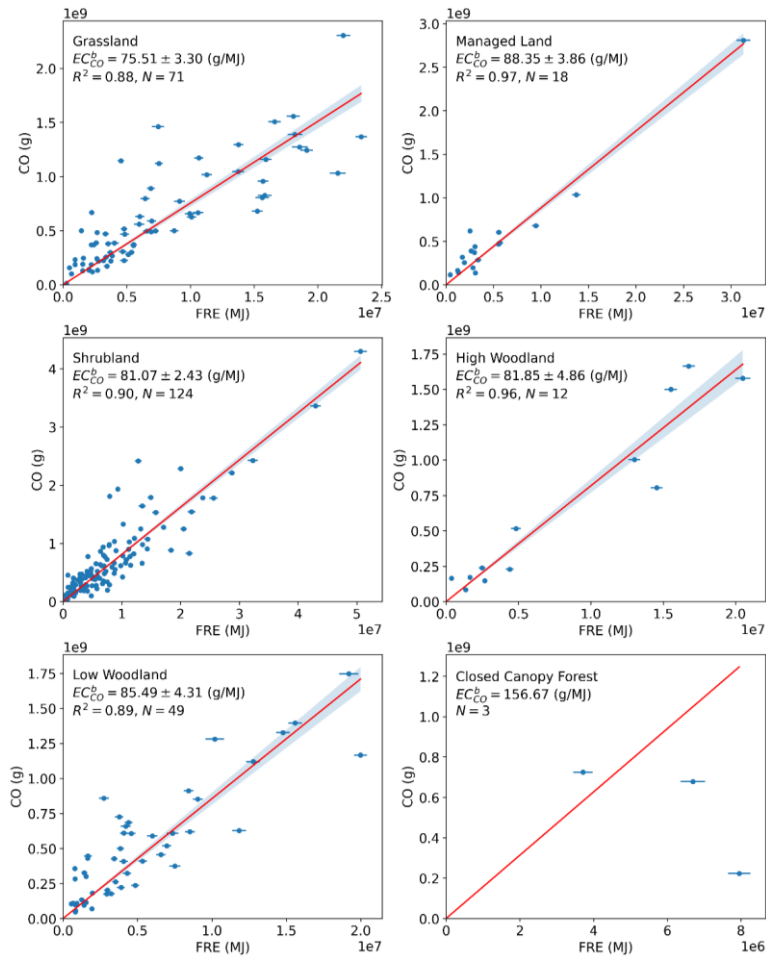 1e9
Grassland
EC^b_CO = 75.51 ± 3.30 (g/MJ)
R² = 0.88, N = 71
CO (g)
2.0
1.5
1.0
0.5
0.0
0.0 0.5 1.0 1.5 2.0 2.5
FRE (MJ)
1e7
1e9
Managed Land
EC^b_CO = 88.35 ± 3.86 (g/MJ)
R² = 0.97, N = 18
CO (g)
3.0
2.5
2.0
1.5
1.0
0.5
0.0
0.0 0.5 1.0 1.5 2.0 2.5 3.0
FRE (MJ)
1e7
1e9
Shrubland
EC^b_CO = 81.07 ± 2.43 (g/MJ)
R² = 0.90, N = 124
CO (g)
4
3
2
1
0
0 1 2 3 4 5
FRE (MJ)
1e7
1e9
High Woodland
EC^b_CO = 81.85 ± 4.86 (g/MJ)
R² = 0.96, N = 12
CO (g)
1.75
1.50
1.25
1.00
0.75
0.50
0.25
0.00
0.0 0.5 1.0 1.5 2.0
FRE (MJ)
1e7
1e9
Low Woodland
EC^b_CO = 85.49 ± 4.31 (g/MJ)
R² = 0.89, N = 49
CO (g)
1.75
1.50
1.25
1.00
0.75
0.50
0.25
0.00
0.0 0.5 1.0 1.5 2.0
FRE (MJ)
1e7
1e9
Closed Canopy Forest
EC^b_CO = 156.67 (g/MJ)
N = 3
CO (g)
1.2
1.0
0.8
0.6
0.4
0.2
0.0
0 2 4 6 8
FRE (MJ)
1e6